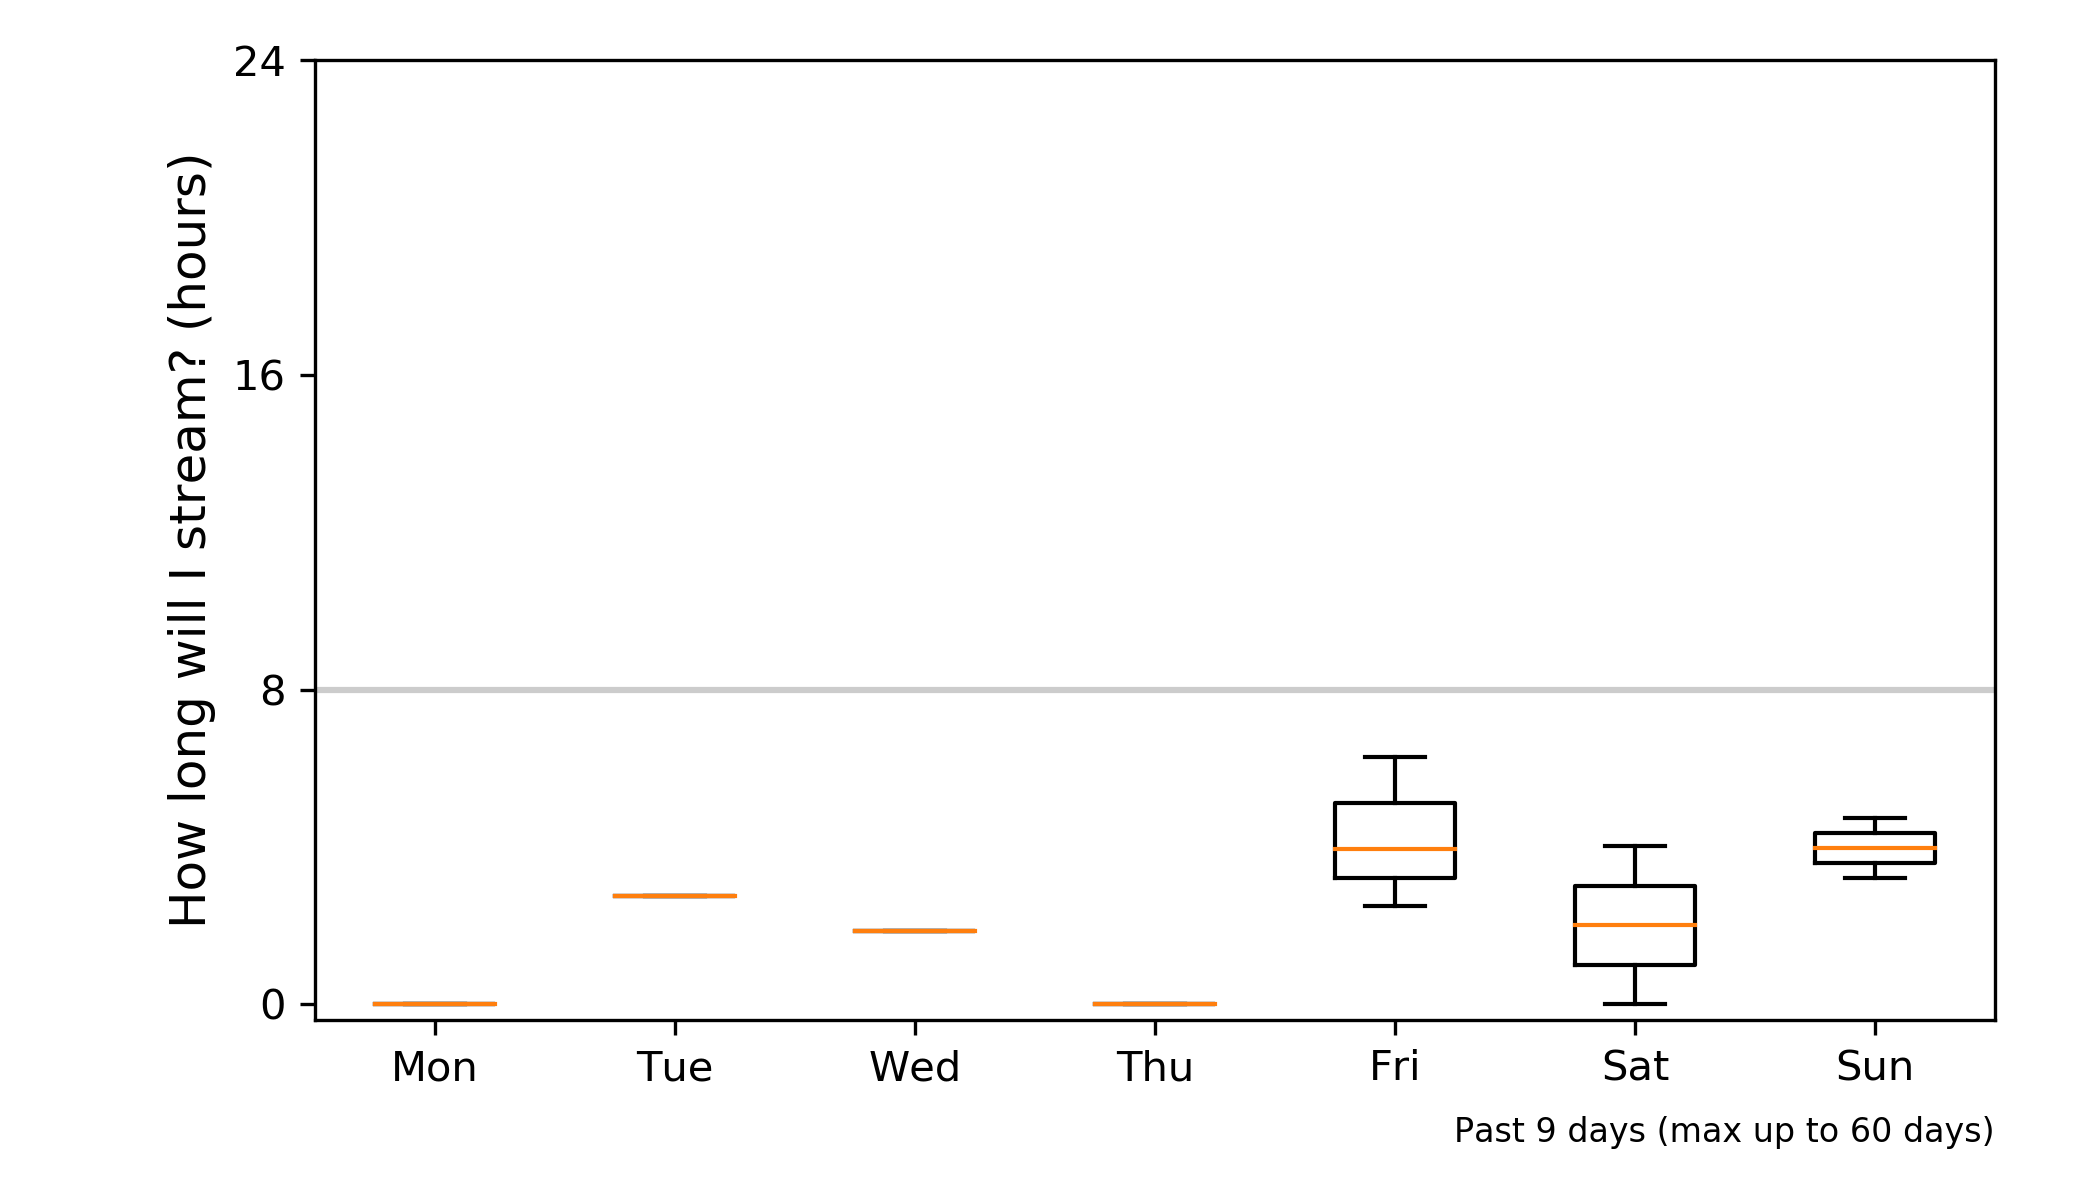 How long will I stream? (hours)
24
16
8
0
Mon Tue Wed Thu Fri Sat Sun
Past 9 days (max up to 60 days)